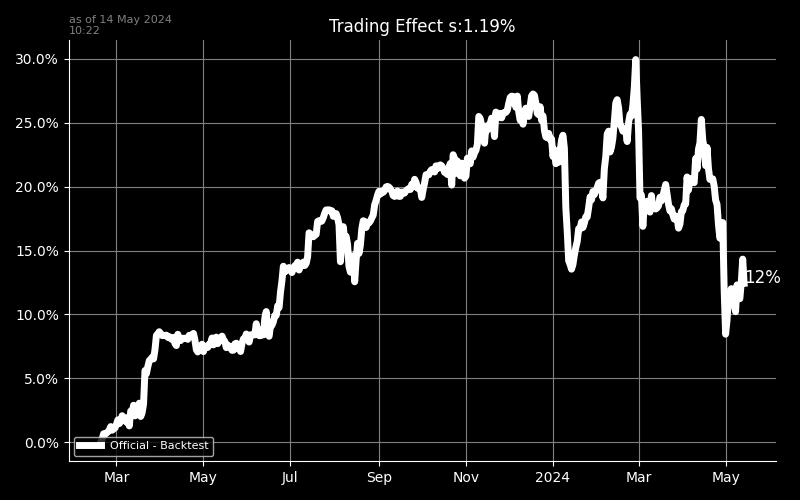 as of 14 May 2024
10:22
Trading Effect s:1.19%
30.0%
25.0%
20.0%
15.0%
10.0%
5.0%
0.0%
12%
Official - Backtest
Mar May Jul Sep Nov 2024 Mar May